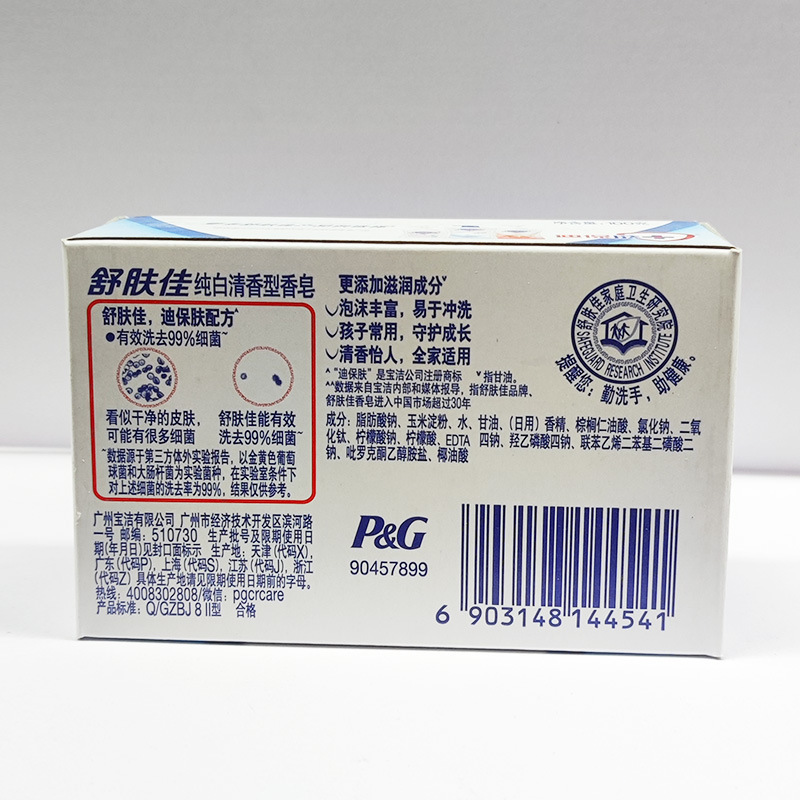 舒肤佳 纯白清香型香皂
舒肤佳，迪保肤配方^
●有效洗去99%细菌~
看似干净的皮肤，
可能有很多细菌
舒肤佳能有效
洗去99%细菌~
~数据源于第三方体外实验报告，以金黄色葡萄
球菌和大肠杆菌为实验菌种，在实验室条件下
对上述细菌的洗去率为99%，结果仅供参考。
更添加滋润成分˅
泡沫丰富，易于冲洗
孩子常用，守护成长
清香怡人，全家适用
^ “迪保肤”是宝洁公司注册商标 ˅指甘油。
^^数据来自宝洁内部和媒体报导，指舒肤佳品牌、
舒肤佳香皂进入中国市场超过30年
成分：脂肪酸钠、玉米淀粉、水、甘油、（日用）香精、棕榈仁油酸、氯化钠、二氧
化钛、柠檬酸钠、柠檬酸、EDTA 四钠、羟乙磷酸四钠、联苯乙烯二苯基二磺酸二
钠、吡罗克酮乙醇胺盐、椰油酸
舒肤佳家庭卫生研究院
SAFEGUARD RESEARCH INSTITUTE
提醒您：勤洗手，助健康。
广州宝洁有限公司 广州市经济技术开发区滨河路
一号 邮编：510730 生产批号及限期使用日
期(年月日)见封口面标示 生产地：天津（代码X），
广东（代码P），上海（代码S），江苏（代码J），浙江
（代码Z）具体生产地请见限期使用日期前的字母。
热线：4008302808/微信：pgcrcare
产品标准：Q/GZBJ 8 II型 合格
P&G
90457899
6 903148 144541